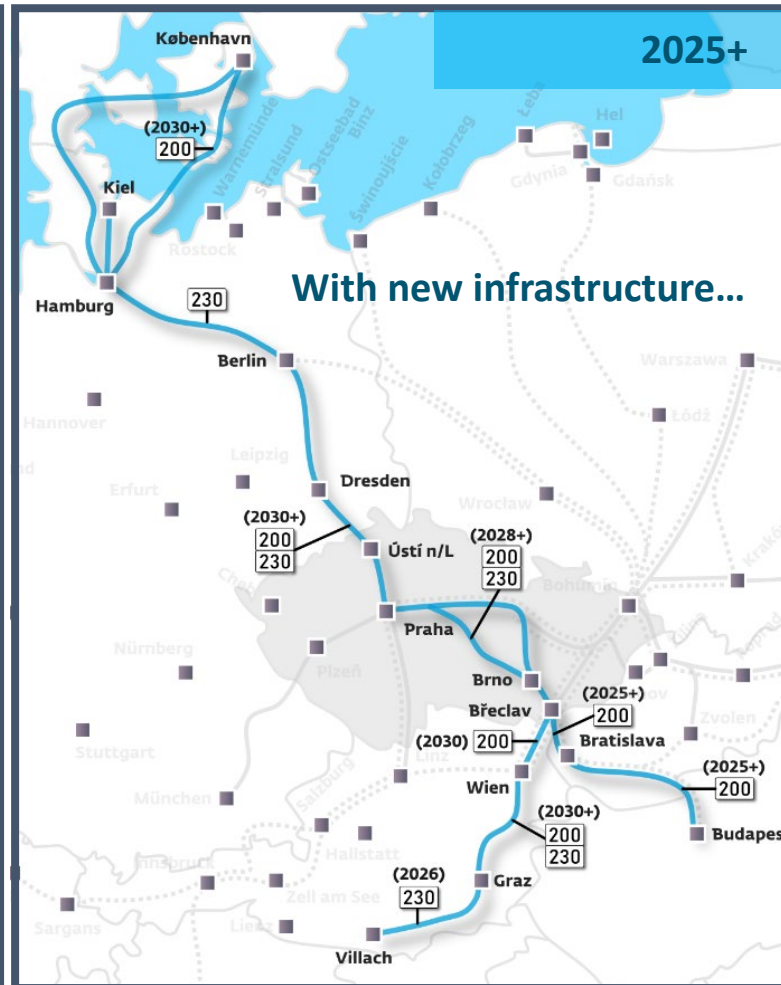 2025+
København
(2030+)
200
Warnemünde
Stralsund
Ostseebad
Binz
Świnoujście
Kołobrzeg
Łeba
Hel
Gdynia
Gdańsk
Kiel
Rostock
With new infrastructure...
Hamburg
230
Berlin
Warszawa
Hannover
Łódź
Leipzig
Erfurt
Dresden
Wrocław
(2030+)
200
230
Ústí n/L
(2028+)
200
230
Cheb
Bohumín
Praha
Nürnberg
Plzeň
Brno
Břeclav
(2025+)
200
Zvolen
Stuttgart
(2030) 200
Linz
Bratislava
Salzburg
Wien
(2025+)
200
München
(2030+)
200
230
Budapes
Hallstatt
Innsbruck
Zell am See
(2026)
230
Graz
Sargans
Lienz
Villach